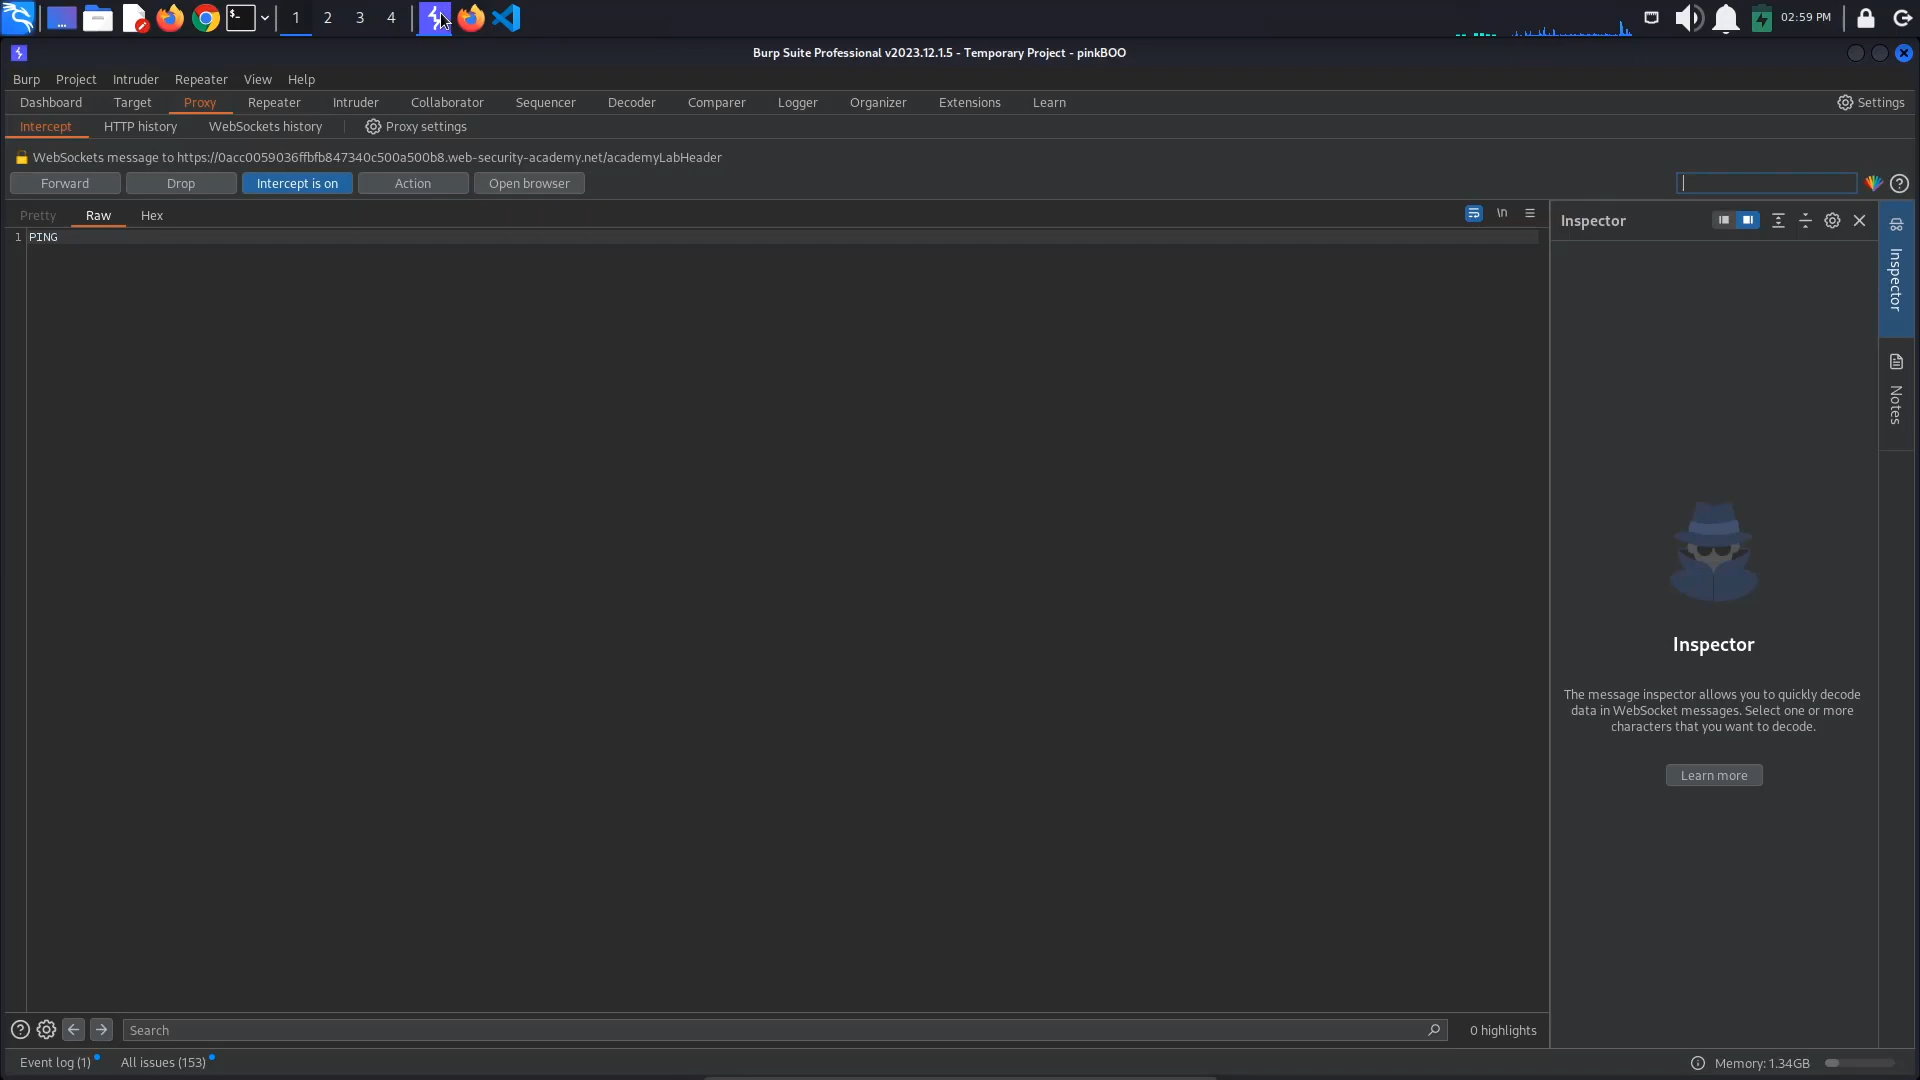 1 2 3 4 02:59 PM
Burp Suite Professional v2023.12.1.5 - Temporary Project - pinkBOO
Burp Project Intruder Repeater View Help
Dashboard Target Proxy Repeater Intruder Collaborator Sequencer Decoder Comparer Logger Organizer Extensions Learn Settings
Intercept HTTP history WebSockets history Proxy settings
WebSockets message to https://0acc0059036ffbfb847340c500a500b8.web-security-academy.net/academyLabHeader
Forward Drop Intercept is on Action Open browser
Pretty Raw Hex \n
Inspector
1 PING
Inspector
Notes
Inspector
The message inspector allows you to quickly decode
data in WebSocket messages. Select one or more
characters that you want to decode.
Learn more
Search 0 highlights
Event log (1) All issues (153) Memory: 1.34GB